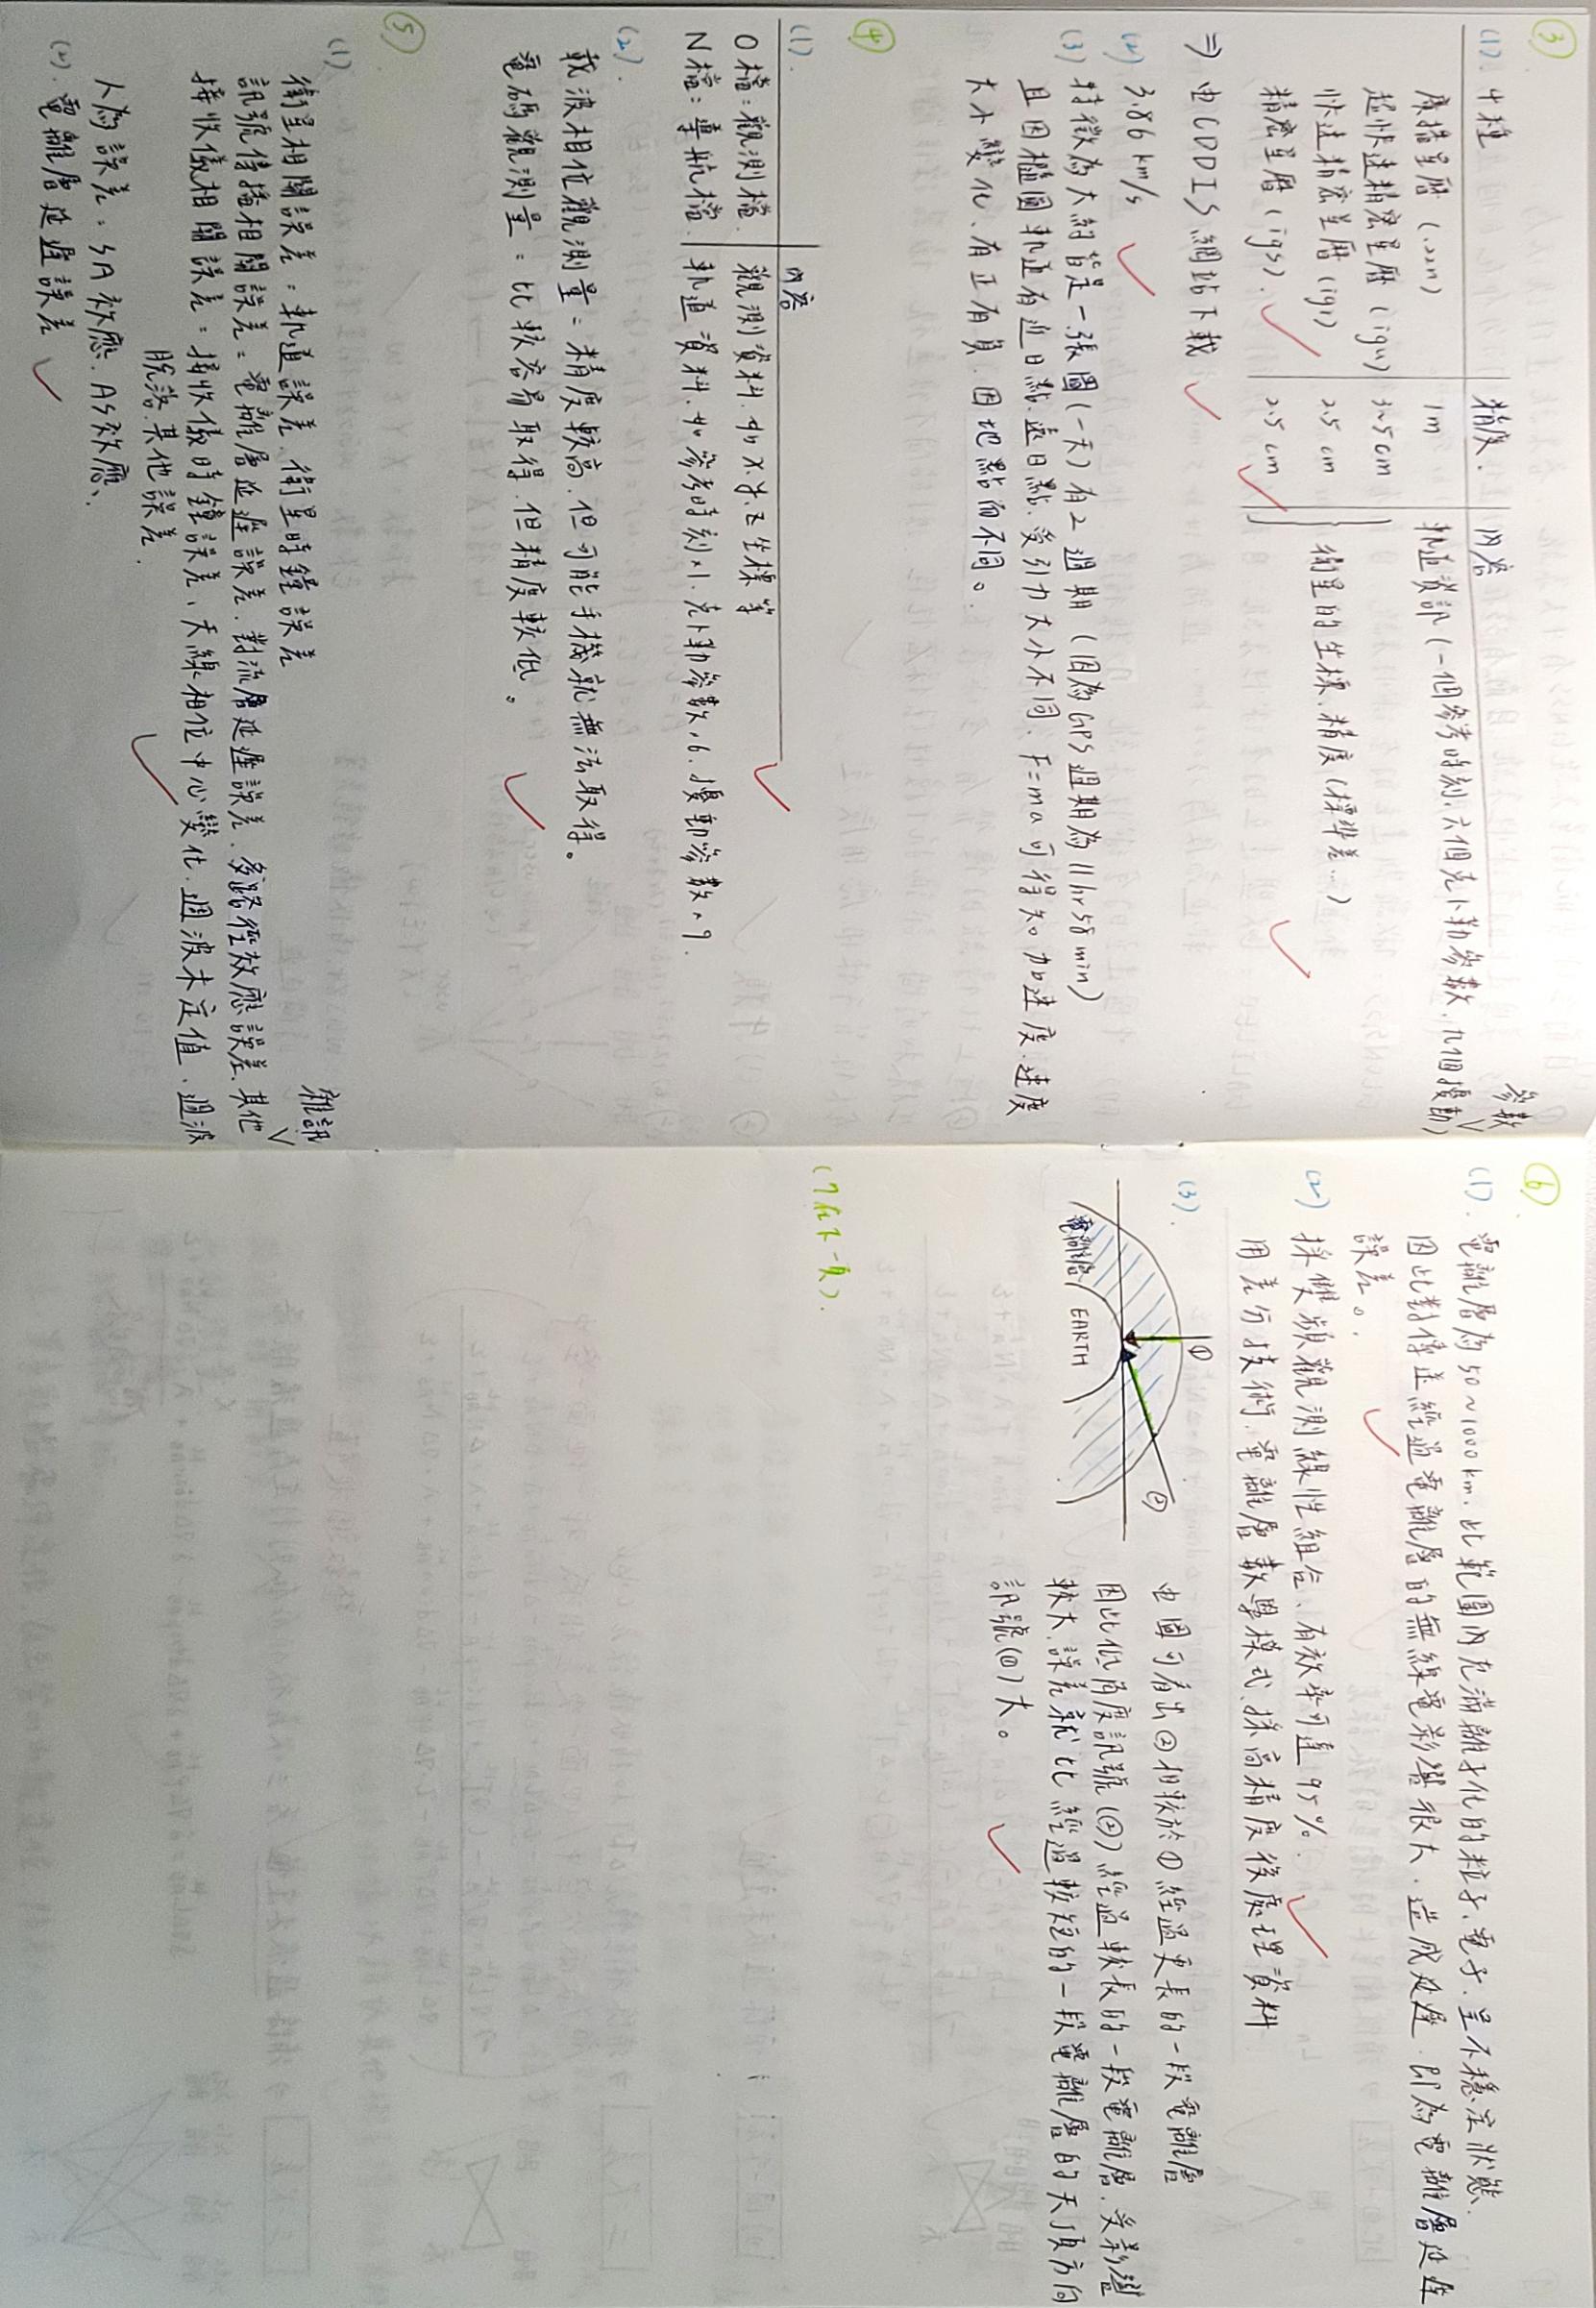 ③
(1). 4種 精度. 內容
參數
廣播星曆 (.22n) 1m 軌道資訊 (一個參考時刻、六個克卜勒參數、九個擾動)
超快速精密星曆 (igu) 3~5cm
快速精密星曆 (igr) 2.5 cm 衛星的坐標、精度 (標準差...)
精密星曆 (igs). 2.5 cm
⇒ 由 CDDIS 網站下載
(2) 3.86 km/s
(3) 特徵為大約皆是一張圖(一天) 有2週期 (因為GPS週期為 11hr58min)
且因橢圓軌道有近日點、遠日點、受引力大小不同、F=ma 可得知加速度、速度
大小變化、有正有負、因地點而不同。
④
(1). 內容
O檔:觀測檔. 觀測資料、如 x.y.z 坐標等
N檔:導航檔. 軌道資料、如參考時刻×1、克卜勒參數×6、擾動參數×9.
(2).
載波相位觀測量:精度較高、但可能手機就無法取得。
電碼觀測量:比較容易取得、但精度較低。
⑤
(1)
衛星相關誤差:軌道誤差、衛星時鐘誤差
雜訊
訊號傳播相關誤差:電離層延遲誤差、對流層延遲誤差、多路徑效應誤差、其他
接收儀相關誤差:接收儀時鐘誤差、天線相位中心變化、週波未定值、週波
脫落、其他誤差.
人為誤差:SA效應、AS效應、
(2). 電離層延遲誤差
⑥
(1). 電離層為 50~1000 km. 此範圍內充滿離子化的粒子、電子、呈不穩定狀態.
因此對傳送經過電離層的無線電影響很大、造成延遲、即為電離層延遲
誤差。
(2) 採雙頻觀測線性組合、有效率可達 95%.
用差分技術、電離層數學模式、採高精度後處理資料
(3). ① ② 電離層 EARTH
由圖可看出②相較於①經過更長的一段電離層
因此低角度訊號(②)經過較長的一段電離層、受影響
較大、誤差就比經過較短的一段電離層的天頂方向
訊號(①)大。
(7在下一頁).